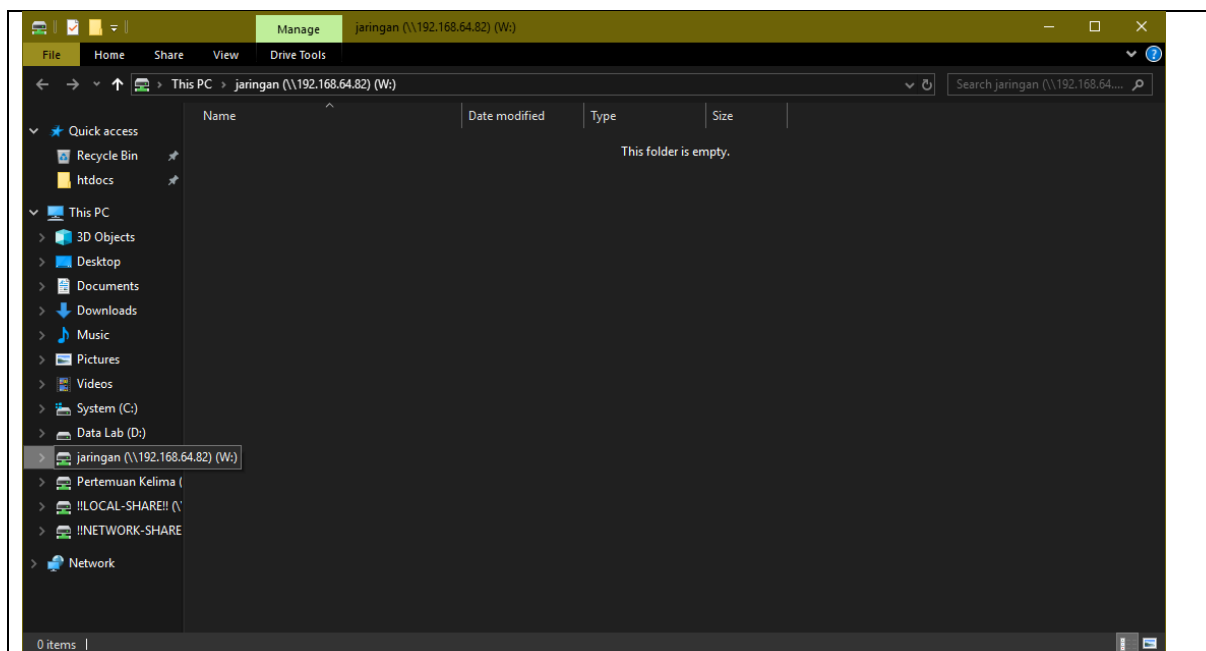 Manage jaringan (\\192.168.64.82) (W:)
File Home Share View Drive Tools
This PC jaringan (\\192.168.64.82) (W:) Search jaringan (\\192.168.64....
Name Date modified Type Size
This folder is empty.
Quick access
Recycle Bin
htdocs
This PC
3D Objects
Desktop
Documents
Downloads
Music
Pictures
Videos
System (C:)
Data Lab (D:)
jaringan (\\192.168.64.82) (W:)
Pertemuan Kelima (
!!LOCAL-SHARE!! (\
!!NETWORK-SHARE
Network
0 items